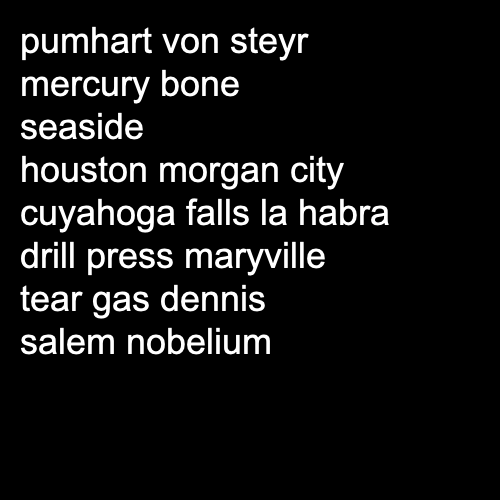 pumhart von steyr
mercury bone
seaside
houston morgan city
cuyahoga falls la habra
drill press maryville
tear gas dennis
salem nobelium